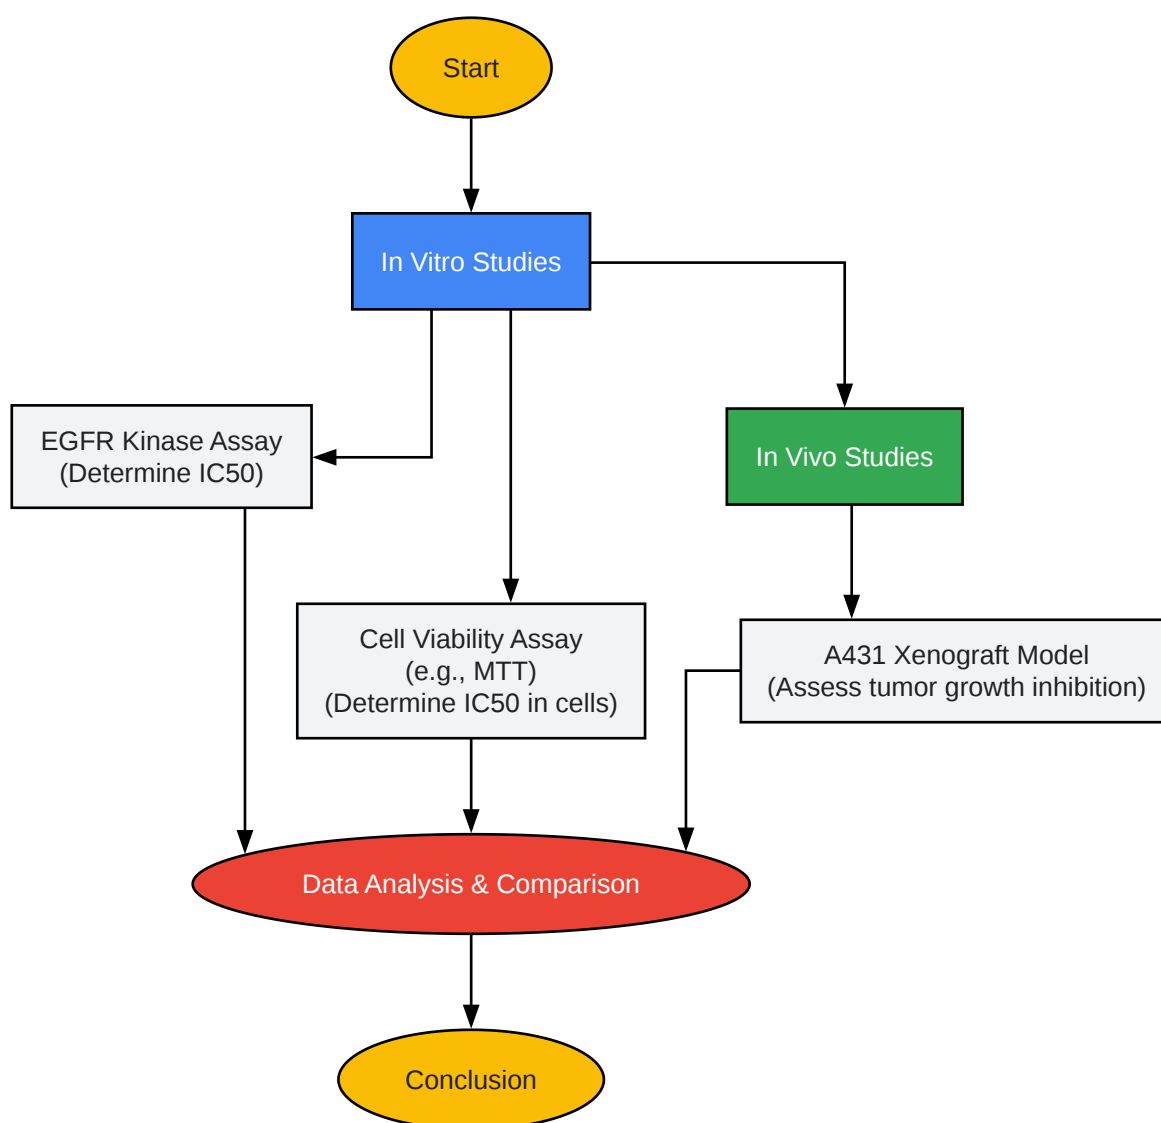 Start
In Vitro Studies
EGFR Kinase Assay
(Determine IC50)
In Vivo Studies
Cell Viability Assay
(e.g., MTT)
(Determine IC50 in cells)
A431 Xenograft Model
(Assess tumor growth inhibition)
Data Analysis & Comparison
Conclusion